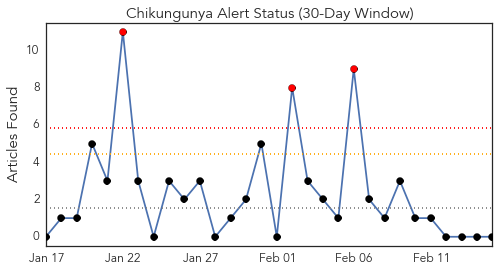 Chikungunya Alert Status (30-Day Window)
Articles Found
10
8
6
4
2
0
Jan 17
Jan 22
Jan 27
Feb 01
Feb 06
Feb 11